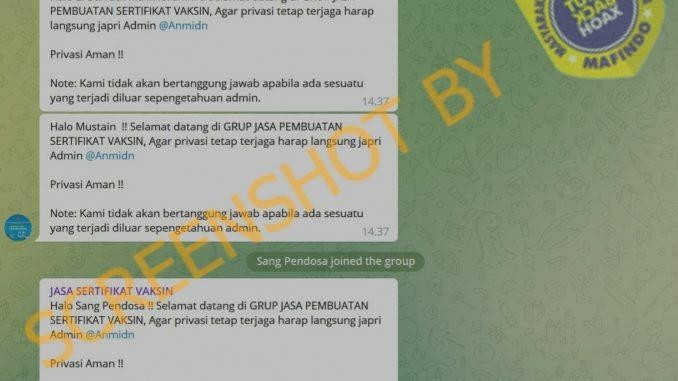 PEMBUATAN SERTIFIKAT VAKSIN, Agar privasi tetap terjaga harap
langsung japri Admin @Anmidn
Privasi Aman !!
Note: Kami tidak akan bertanggung jawab apabila ada sesuatu
yang terjadi diluar sepengetahuan admin.
14.37
Halo Mustain !! Selamat datang di GRUP JASA PEMBUATAN
SERTIFIKAT VAKSIN, Agar privasi tetap terjaga harap langsung japri
Admin @Anmidn
Privasi Aman !!
Note: Kami tidak akan bertanggung jawab apabila ada sesuatu
yang terjadi diluar sepengetahuan admin.
14.37
Sang Pendosa joined the group
JASA SERTIFIKAT VAKSIN
Halo Sang Pendosa !! Selamat datang di GRUP JASA PEMBUATAN
SERTIFIKAT VAKSIN, Agar privasi tetap terjaga harap langsung japri
Admin @Anmidn
Privasi Aman !!
SCREENSHOT BY
HOAX
MAFINDO